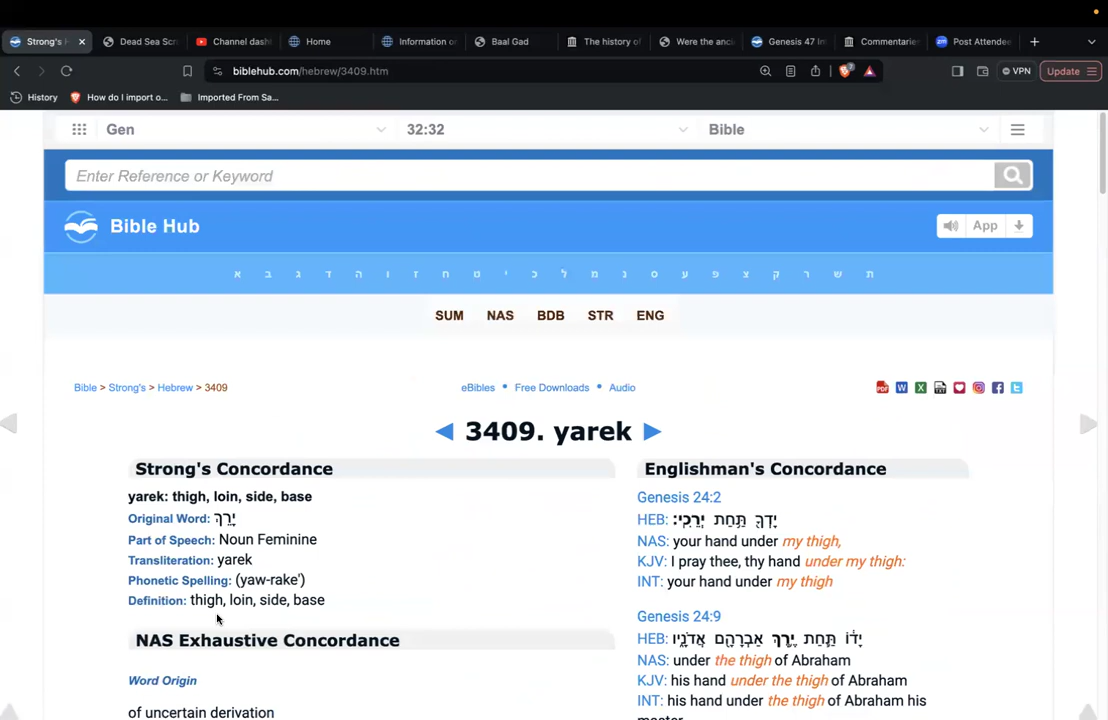 Strong's H
Dead Sea Scr
Channel dash
Home
Information or
Baal Gad
The history of
Were the anci
Genesis 47 In
Commentarie
Post Attendee
biblehub.com/hebrew/3409.htm
VPN
Update
History
How do I import o...
Imported From Sa...
Gen
32:32
Bible
Enter Reference or Keyword
Bible Hub
App
א ב ג ד ה ו ז ח ט י כ ל מ נ ס ע פ צ ק ר ש ת
SUM NAS BDB STR ENG
Bible > Strong's > Hebrew > 3409
eBibles • Free Downloads • Audio
3409. yarek
Strong's Concordance
yarek: thigh, loin, side, base
Original Word: יָרֵךְ
Part of Speech: Noun Feminine
Transliteration: yarek
Phonetic Spelling: (yaw-rake')
Definition: thigh, loin, side, base
NAS Exhaustive Concordance
Word Origin
of uncertain derivation
Englishman's Concordance
Genesis 24:2
HEB: יָדְךָ֖ תַּ֥חַת יְרֵכִֽי׃
NAS: your hand under my thigh,
KJV: I pray thee, thy hand under my thigh:
INT: your hand under my thigh
Genesis 24:9
HEB: יָד֔וֹ תַּ֛חַת יֶ֥רֶךְ אַבְרָהָ֖ם אֲדֹנָ֑יו
NAS: under the thigh of Abraham
KJV: his hand under the thigh of Abraham
INT: his hand under the thigh of Abraham his
master